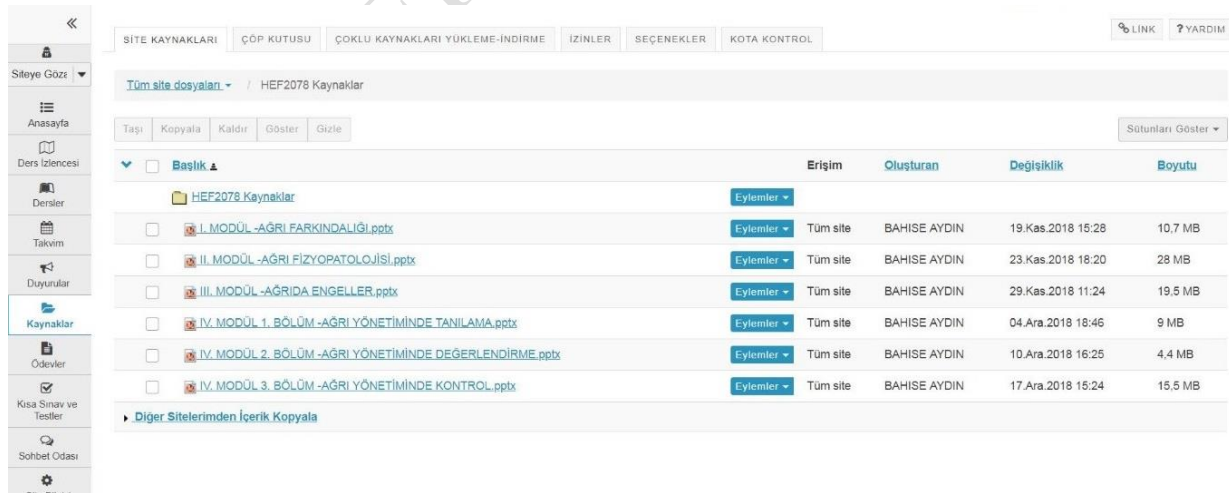 «
SİTE KAYNAKLARI ÇÖP KUTUSU ÇOKLU KAYNAKLARI YÜKLEME-İNDİRME İZİNLER SEÇENEKLER KOTA KONTROL LİNK ? YARDIM
Siteye Göza
Tüm site dosyaları / HEF2078 Kaynaklar
Anasayfa
Taşı Kopyala Kaldır Göster Gizle Sütunları Göster
Ders İzlencesi
Başlık Erişim Oluşturan Değişiklik Boyutu
Dersler
HEF2078 Kaynaklar Eylemler
Takvim
I. MODÜL -AĞRI FARKINDALIĞI.pptx Eylemler Tüm site BAHISE AYDIN 19.Kas.2018 15:28 10,7 MB
II. MODÜL -AĞRI FİZYOPATOLOJİSİ.pptx Eylemler Tüm site BAHISE AYDIN 23.Kas.2018 18:20 28 MB
Duyurular
III. MODÜL -AĞRIDA ENGELLER.pptx Eylemler Tüm site BAHISE AYDIN 29.Kas.2018 11:24 19,5 MB
Kaynaklar
IV. MODÜL 1. BÖLÜM -AĞRI YÖNETİMİNDE TANILAMA.pptx Eylemler Tüm site BAHISE AYDIN 04.Ara.2018 18:46 9 MB
Ödevler
IV. MODÜL 2. BÖLÜM -AĞRI YÖNETİMİNDE DEĞERLENDİRME.pptx Eylemler Tüm site BAHISE AYDIN 10.Ara.2018 16:25 4,4 MB
IV. MODÜL 3. BÖLÜM -AĞRI YÖNETİMİNDE KONTROL.pptx Eylemler Tüm site BAHISE AYDIN 17.Ara.2018 15:24 15,5 MB
Kısa Sınav ve
Testler
Diğer Sitelerimden İçerik Kopyala
Sohbet Odası